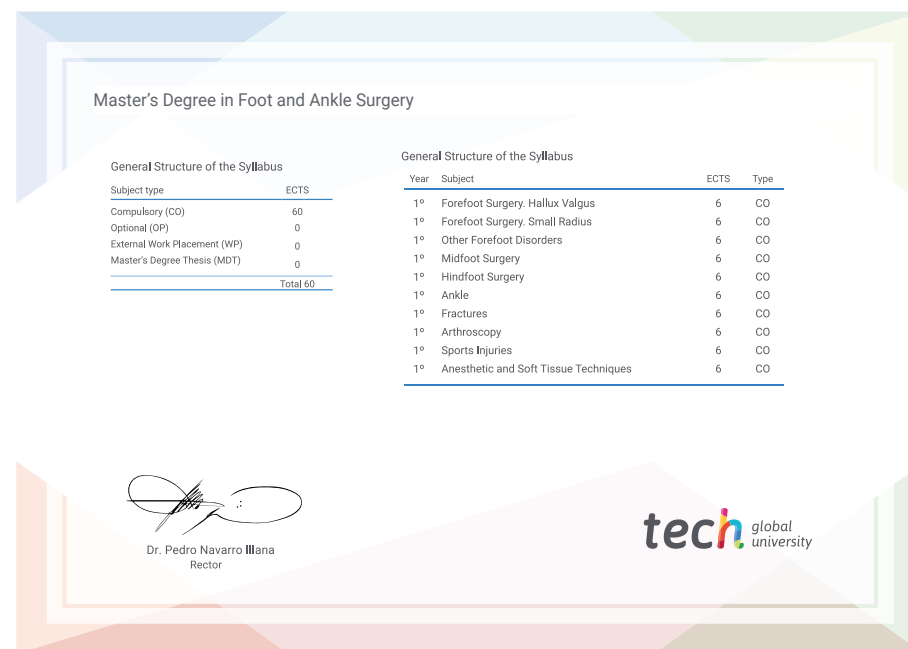 Master's Degree in Foot and Ankle Surgery
General Structure of the Syllabus
Subject type ECTS
Compulsory (CO) 60
Optional (OP) 0
External Work Placement (WP) 0
Master's Degree Thesis (MDT) 0
Total 60
General Structure of the Syllabus
Year Subject ECTS Type
1º Forefoot Surgery. Hallux Valgus 6 CO
1º Forefoot Surgery. Small Radius 6 CO
1º Other Forefoot Disorders 6 CO
1º Midfoot Surgery 6 CO
1º Hindfoot Surgery 6 CO
1º Ankle 6 CO
1º Fractures 6 CO
1º Arthroscopy 6 CO
1º Sports Injuries 6 CO
1º Anesthetic and Soft Tissue Techniques 6 CO
Dr. Pedro Navarro Illana
Rector
tech global
university